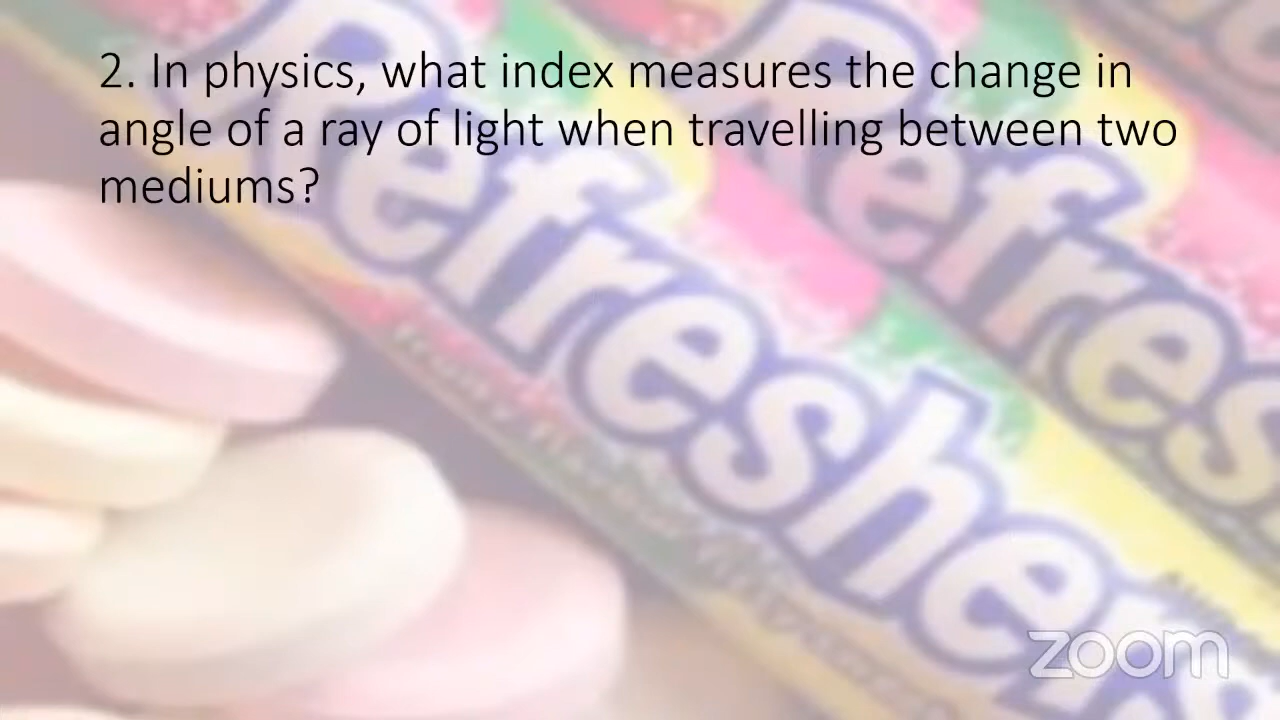 2. In physics, what index measures the change in
angle of a ray of light when travelling between two
mediums?
Refreshers
Refres
zoom